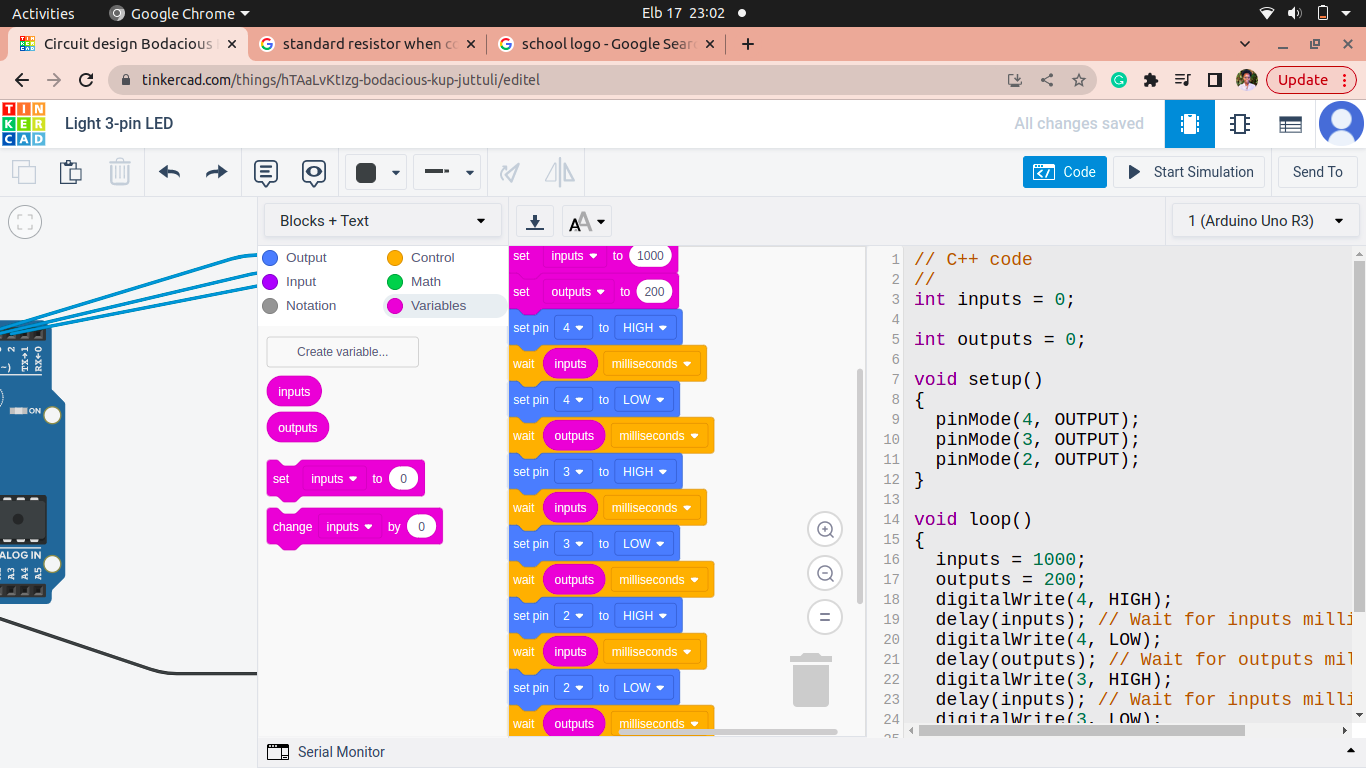 Activities Google Chrome Elb 17 23:02
Circuit design Bodacious
standard resistor when co
school logo - Google Sear
tinkercad.com/things/hTAaLvKtIzg-bodacious-kup-juttuli/editel
Update
TIN
KER
CAD
Light 3-pin LED
All changes saved
Code
Start Simulation
Send To
Blocks + Text
1 (Arduino Uno R3)
Output
Control
Input
Math
Notation
Variables
Create variable...
inputs
outputs
set inputs to 0
change inputs by 0
2
TX→1
RX←0
ON
ALOG IN
A3
A4
A5
set inputs to 1000
set outputs to 200
set pin 4 to HIGH
wait inputs milliseconds
set pin 4 to LOW
wait outputs milliseconds
set pin 3 to HIGH
wait inputs milliseconds
set pin 3 to LOW
wait outputs milliseconds
set pin 2 to HIGH
wait inputs milliseconds
set pin 2 to LOW
wait outputs milliseconds
1 // C++ code
2 //
3 int inputs = 0;
4
5 int outputs = 0;
6
7 void setup()
8 {
9 pinMode(4, OUTPUT);
10 pinMode(3, OUTPUT);
11 pinMode(2, OUTPUT);
12 }
13
14 void loop()
15 {
16 inputs = 1000;
17 outputs = 200;
18 digitalWrite(4, HIGH);
19 delay(inputs); // Wait for inputs milli
20 digitalWrite(4, LOW);
21 delay(outputs); // Wait for outputs mil
22 digitalWrite(3, HIGH);
23 delay(inputs); // Wait for inputs milli
24 digitalWrite(3, LOW);
Serial Monitor